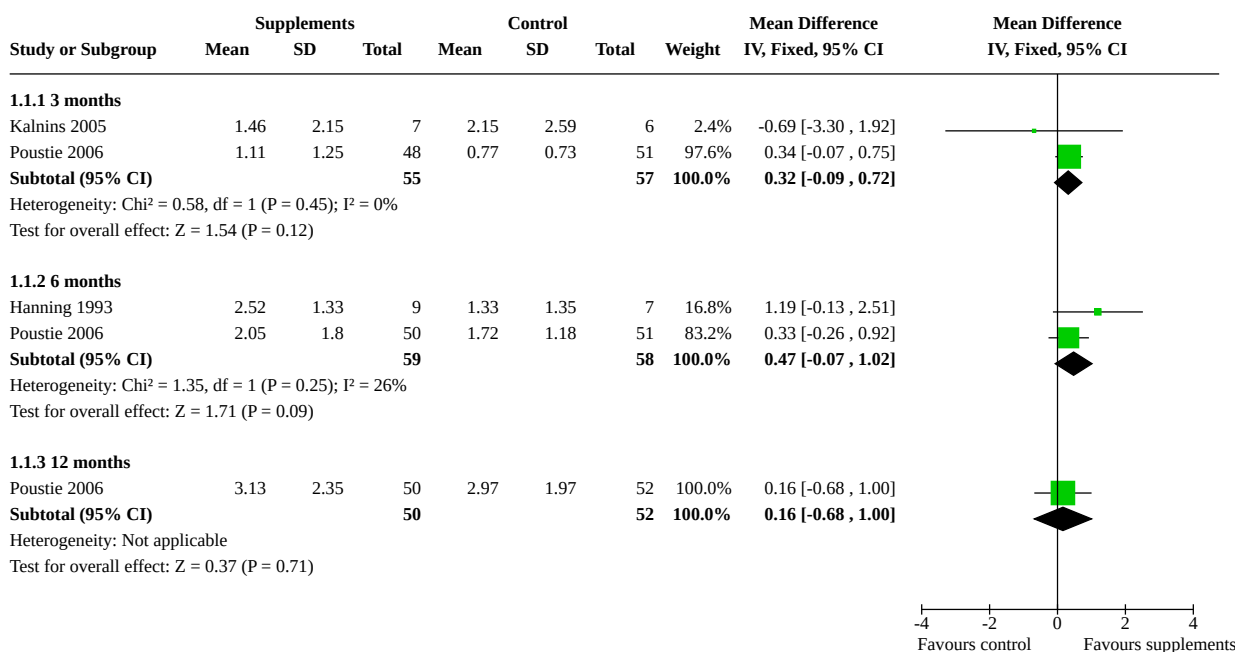 Supplements Control Mean Difference Mean Difference
Study or Subgroup Mean SD Total Mean SD Total Weight IV, Fixed, 95% CI IV, Fixed, 95% CI
1.1.1 3 months
Kalnins 2005 1.46 2.15 7 2.15 2.59 6 2.4% -0.69 [-3.30 , 1.92]
Poustie 2006 1.11 1.25 48 0.77 0.73 51 97.6% 0.34 [-0.07 , 0.75]
Subtotal (95% CI) 55 57 100.0% 0.32 [-0.09 , 0.72]
Heterogeneity: Chi² = 0.58, df = 1 (P = 0.45); I² = 0%
Test for overall effect: Z = 1.54 (P = 0.12)
1.1.2 6 months
Hanning 1993 2.52 1.33 9 1.33 1.35 7 16.8% 1.19 [-0.13 , 2.51]
Poustie 2006 2.05 1.8 50 1.72 1.18 51 83.2% 0.33 [-0.26 , 0.92]
Subtotal (95% CI) 59 58 100.0% 0.47 [-0.07 , 1.02]
Heterogeneity: Chi² = 1.35, df = 1 (P = 0.25); I² = 26%
Test for overall effect: Z = 1.71 (P = 0.09)
1.1.3 12 months
Poustie 2006 3.13 2.35 50 2.97 1.97 52 100.0% 0.16 [-0.68 , 1.00]
Subtotal (95% CI) 50 52 100.0% 0.16 [-0.68 , 1.00]
Heterogeneity: Not applicable
Test for overall effect: Z = 0.37 (P = 0.71)
-4 -2 0 2 4
Favours control Favours supplements